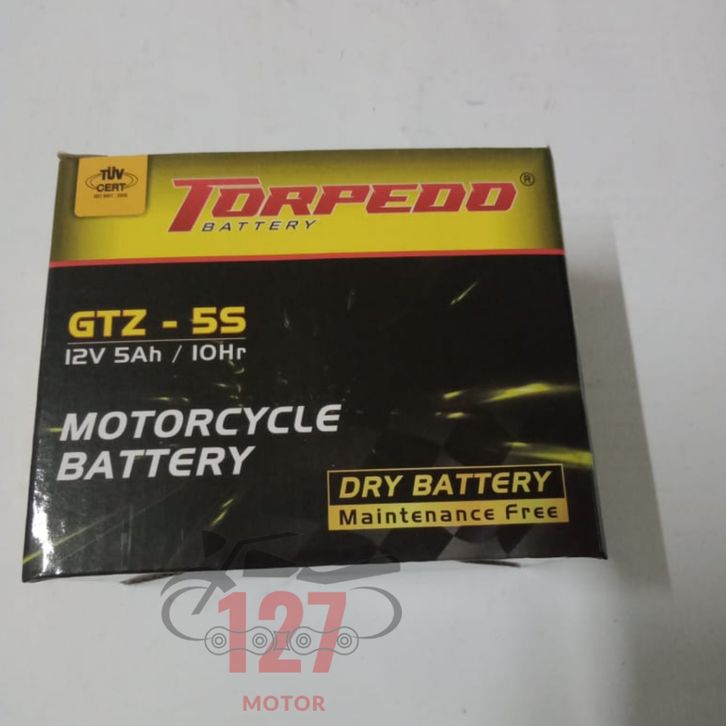 TÜV
CERT
TORPEDO®
BATTERY
GTZ - 5S
12V 5Ah / 10Hr
MOTORCYCLE
BATTERY
DRY BATTERY
Maintenance Free
127
MOTOR